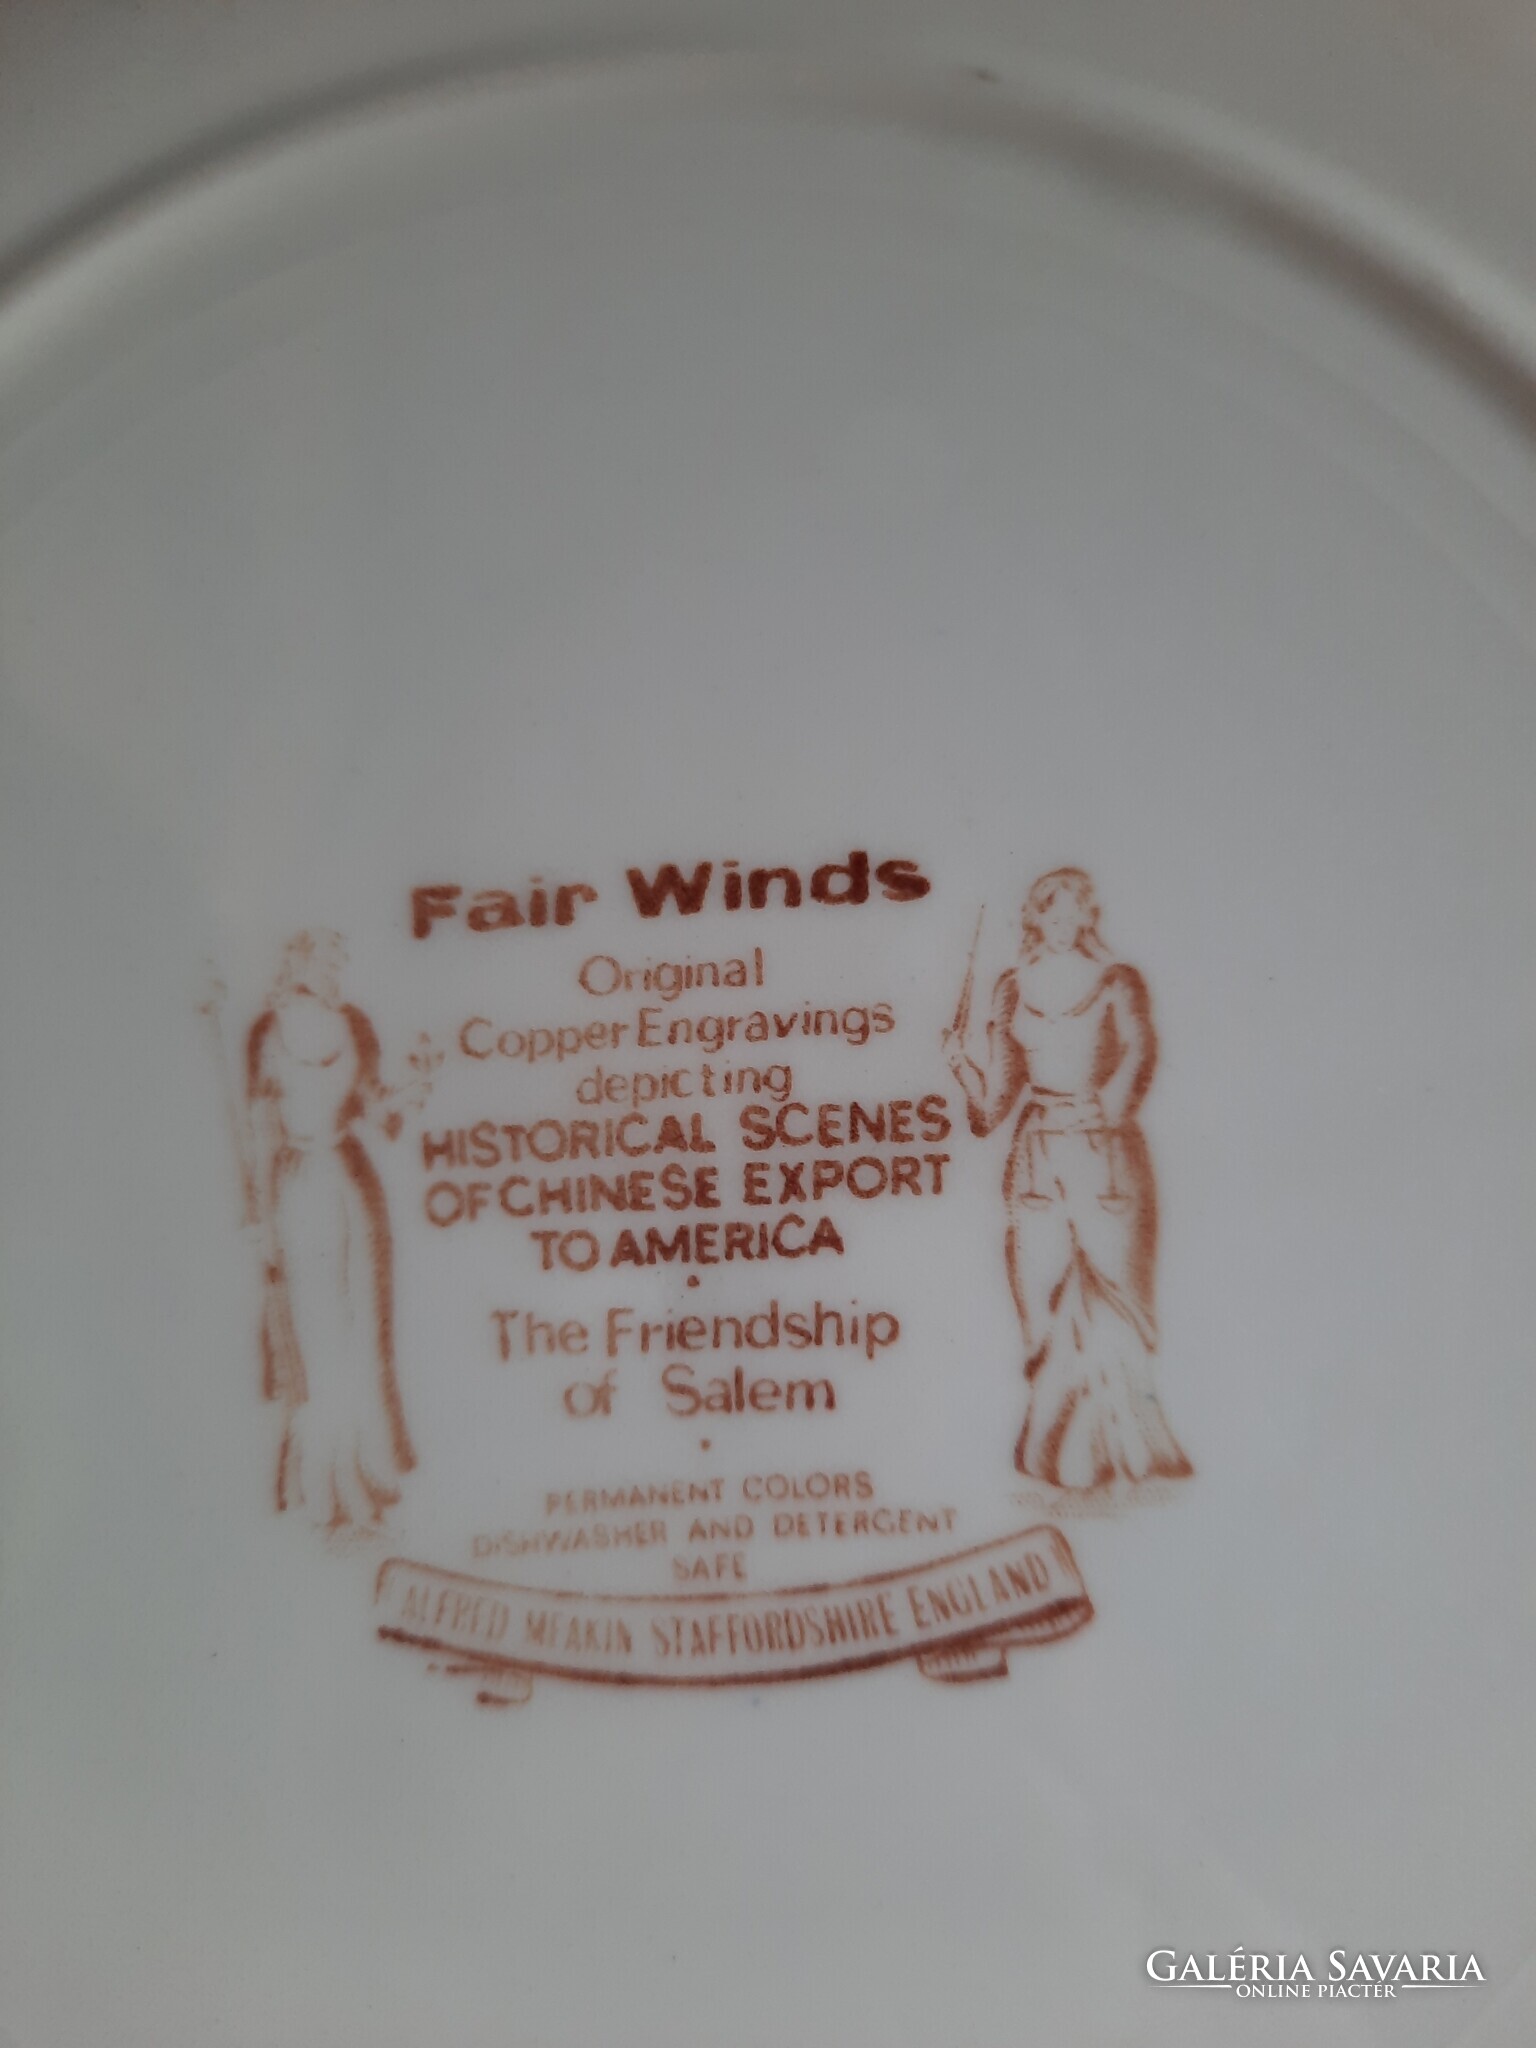 Fair Winds
Original
Copper Engravings
depicting
HISTORICAL SCENES
OF CHINESE EXPORT
TO AMERICA
The Friendship
of Salem
PERMANENT COLORS
DISHWASHER AND DETERGENT
SAFE
ALFRED MEAKIN STAFFORDSHIRE ENGLAND
GALÉRIA SAVARIA
ONLINE PIACTÉR